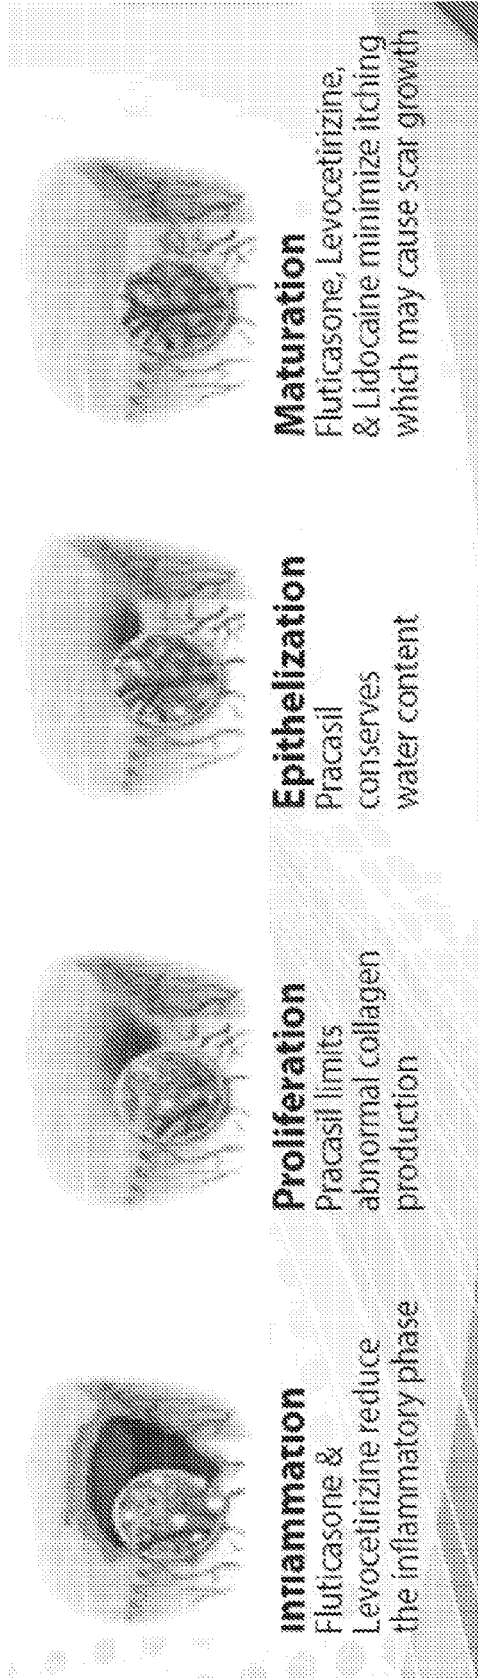 Inflammation
Fluticasone &
Levocetirizine reduce
the inflammatory phase
Proliferation
Pracasil limits
abnormal collagen
production
Epithelization
Pracasil
conserves
water content
Maturation
Fluticasone, Levocetirizine,
& Lidocaine minimize itching
which may cause scar growth